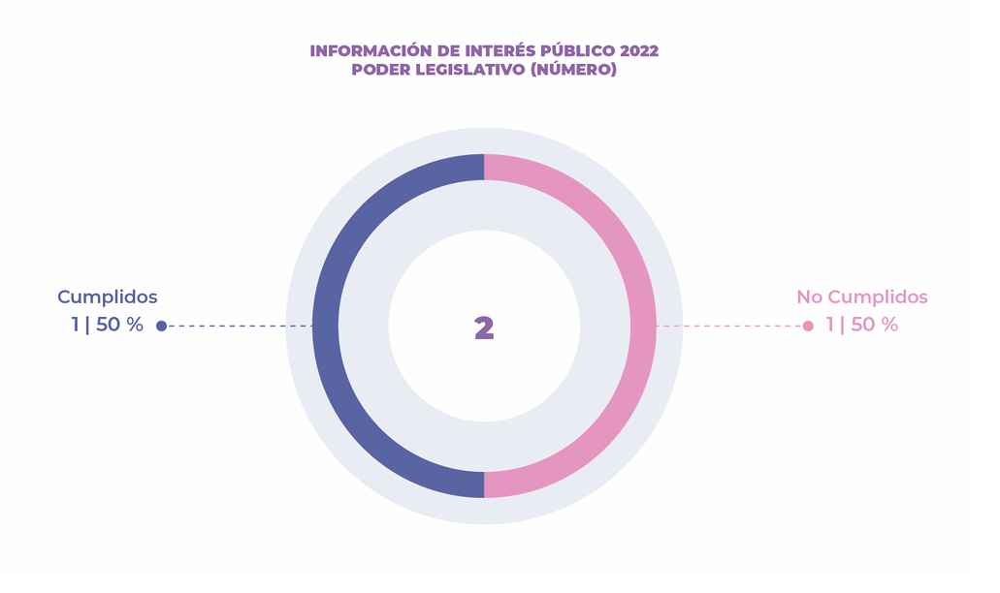 INFORMACIÓN DE INTERÉS PÚBLICO 2022
PODER LEGISLATIVO (NÚMERO)
Cumplidos
1 | 50 %
2
No Cumplidos
1 | 50 %